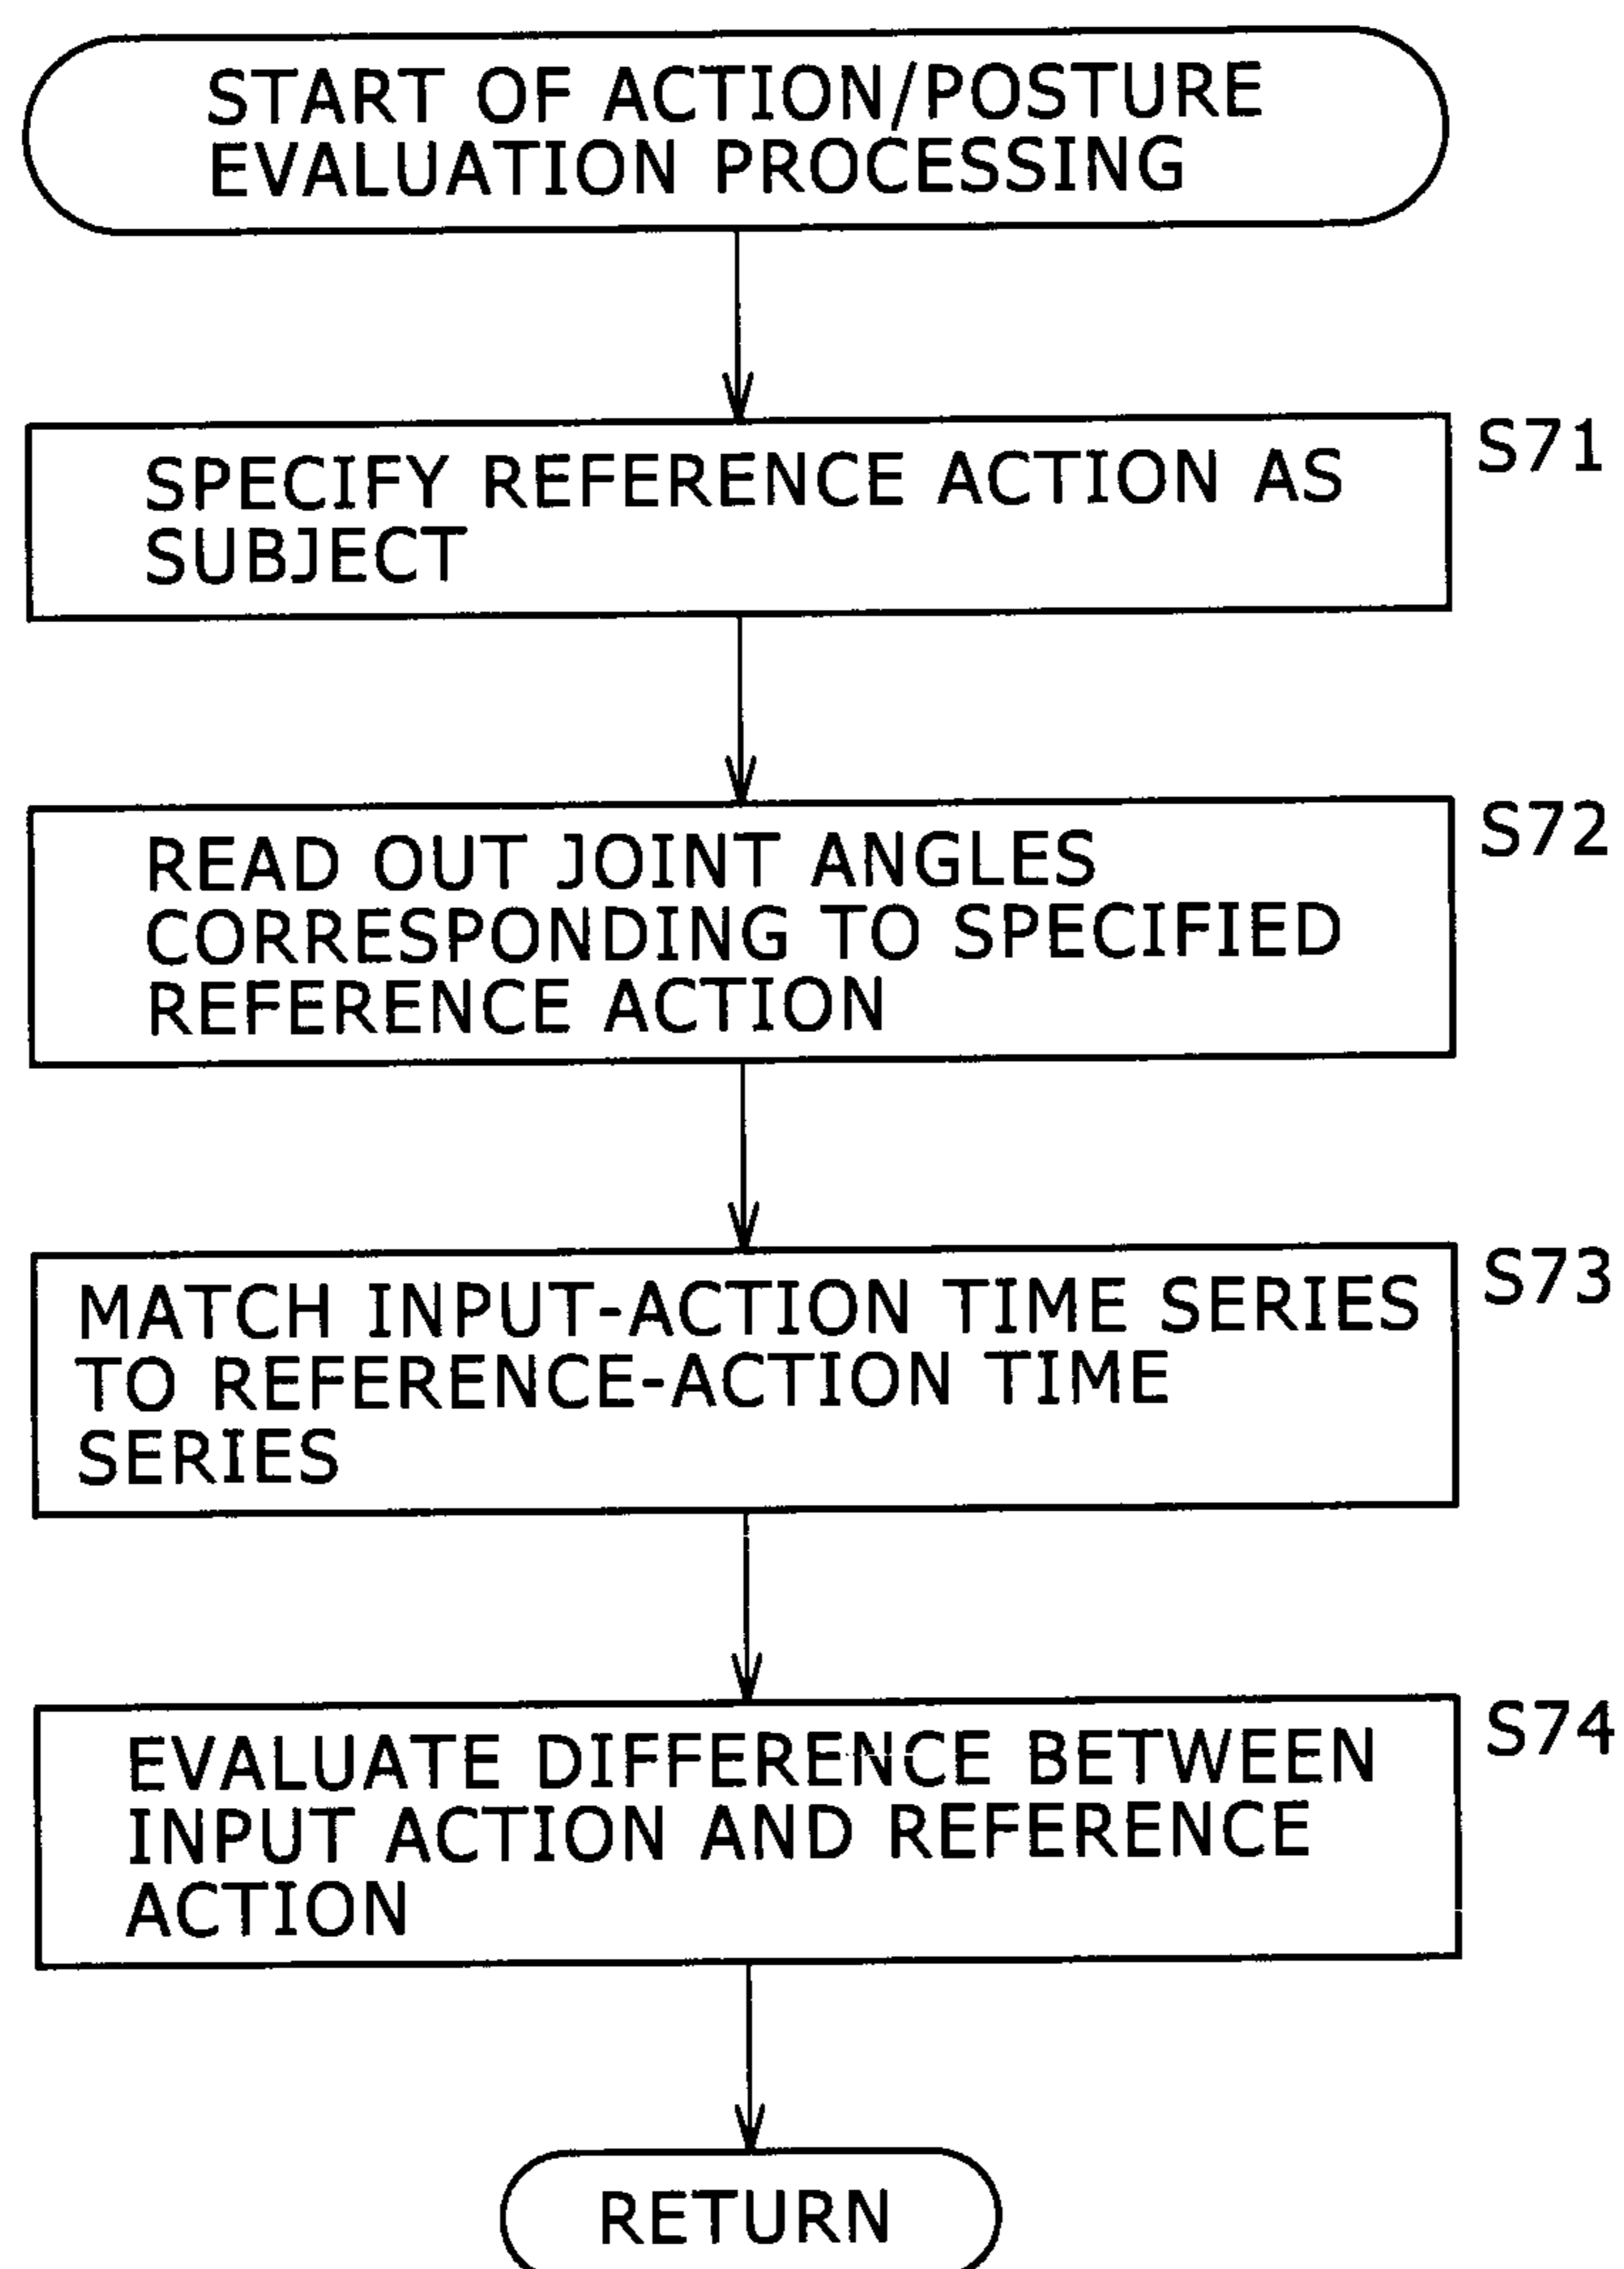 START OF ACTION/POSTURE
EVALUATION PROCESSING
S71
SPECIFY REFERENCE ACTION AS
SUBJECT
S72
READ OUT JOINT ANGLES
CORRESPONDING TO SPECIFIED
REFERENCE ACTION
S73
MATCH INPUT-ACTION TIME SERIES
TO REFERENCE-ACTION TIME
SERIES
S74
EVALUATE DIFFERENCE BETWEEN
INPUT ACTION AND REFERENCE
ACTION
RETURN